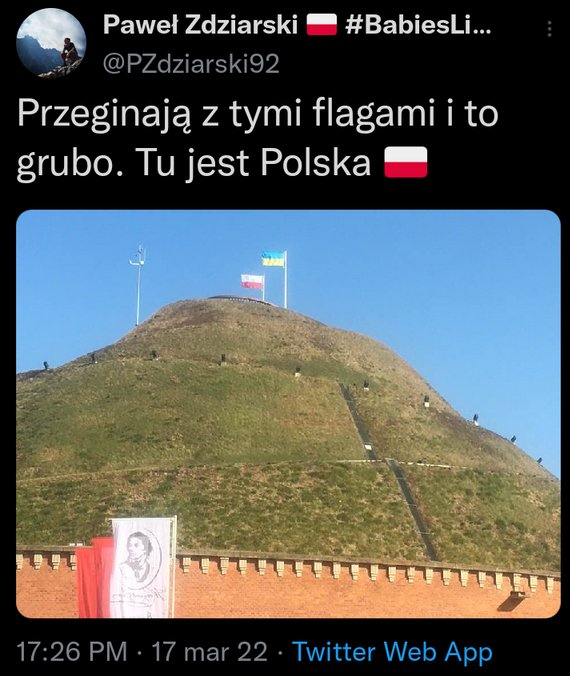 Paweł Zdziarski 🇵🇱 #BabiesLi...
@PZdziarski92
Przeginają z tymi flagami i to
grubo. Tu jest Polska 🇵🇱
17:26 PM · 17 mar 22 · Twitter Web App